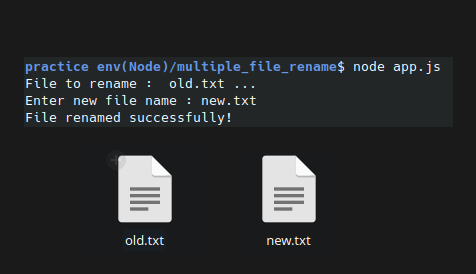 practice env(Node)/multiple_file_rename$ node app.js
File to rename :  old.txt ...
Enter new file name : new.txt
File renamed successfully!
old.txt
new.txt